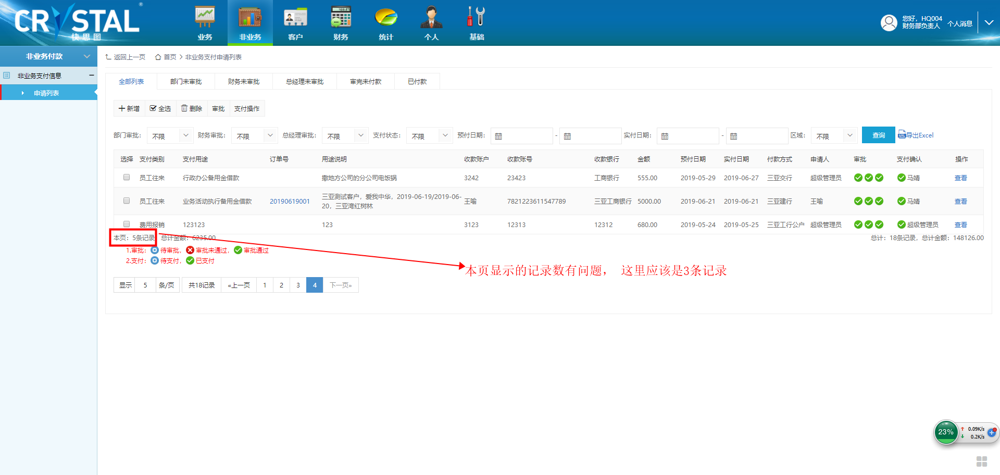 CRYSTAL®
快思图
业务
非业务
客户
财务
统计
个人
基础
您好，HQ004
财务部负责人
个人消息
非业务付款
非业务支付信息
申请列表
返回上一页 首页 > 非业务支付申请列表
全部列表 部门未审批 财务未审批 总经理未审批 审完未付款 已付款
新增 全选 删除 审批 支付操作
部门审批： 不限 财务审批： 不限 总经理审批： 不限 支付状态： 不限 预付日期： - 实付日期： - 区域： 不限 查询 导出Excel
选择 支付类别 支付用途 订单号 用途说明 收款账户 收款账号 收款银行 金额 预付日期 实付日期 付款方式 申请人 审批 支付确认 操作
员工往来 行政办公备用金借款 撒地方公司的分公司电饭锅 3242 23423 工商银行 555.00 2019-05-29 2019-06-27 三亚交行 超级管理员 马婧 查看
员工往来 业务活动执行备用金借款 20190619001 三亚测试客户，爱我中华，2019-06-19/2019-06-20，三亚湾红树林 王喻 7821223611547789 三亚工商银行 5000.00 2019-06-21 2019-06-21 三亚建行 王喻 马婧 查看
费用报销 123123 123 3123 12313 12312 680.00 2019-05-24 2019-05-25 三亚工行公户 超级管理员 超级管理员 查看
本页：5条记录 总计金额：6235.00 总计：18条记录，总计金额：148126.00
1.审批： 待审批， 审批未通过， 审批通过
2.支付： 待支付， 已支付
本页显示的记录数有问题， 这里应该是3条记录
显示 5 条/页 共18记录 «上一页 1 2 3 4 下一页»
23%
0.09K/s
0.2K/s